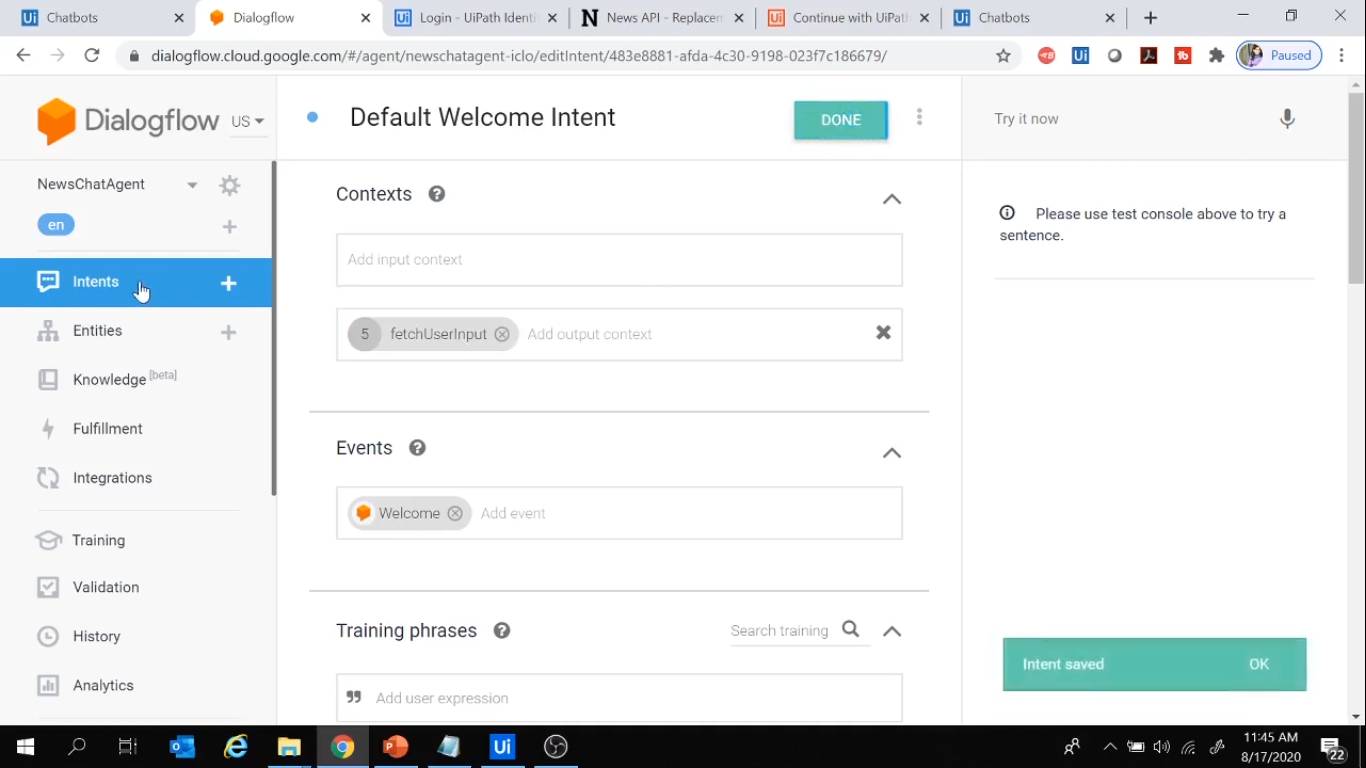 Chatbots
Dialogflow
Login - UiPath Identi
News API - Replacem
Continue with UiPath
Chatbots
dialogflow.cloud.google.com/#/agent/newschatagent-iclo/editIntent/483e8881-afda-4c30-9198-023f7c186679/
Paused
Dialogflow
US
Default Welcome Intent
DONE
Try it now
NewsChatAgent
en
Intents
Entities
Knowledge [beta]
Fulfillment
Integrations
Training
Validation
History
Analytics
Contexts
Add input context
5 fetchUserInput Add output context
Events
Welcome Add event
Training phrases
Search training
Add user expression
Please use test console above to try a
sentence.
Intent saved OK
11:45 AM
8/17/2020
22